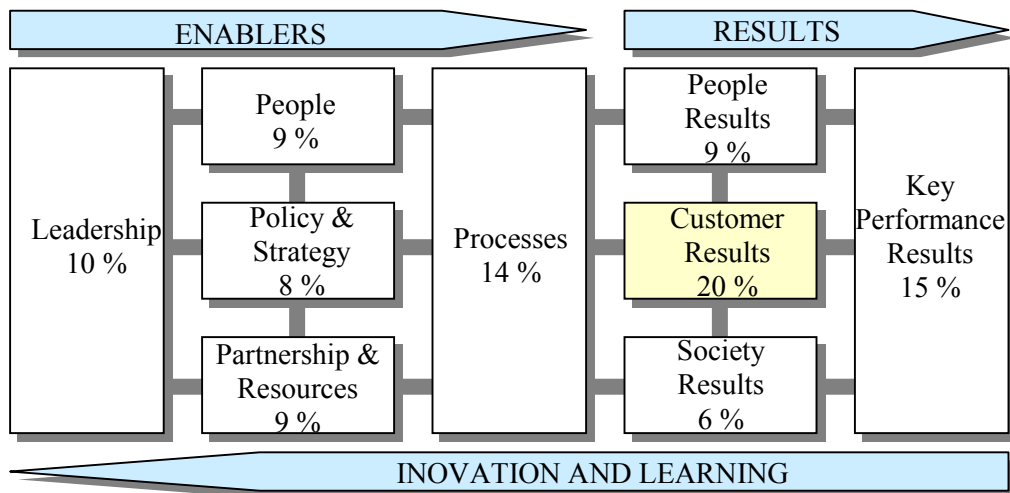 ENABLERS
RESULTS
Leadership
10 %
People
9 %
Policy &
Strategy
8 %
Partnership &
Resources
9 %
Processes
14 %
People
Results
9 %
Customer
Results
20 %
Society
Results
6 %
Key
Performance
Results
15 %
INOVATION AND LEARNING